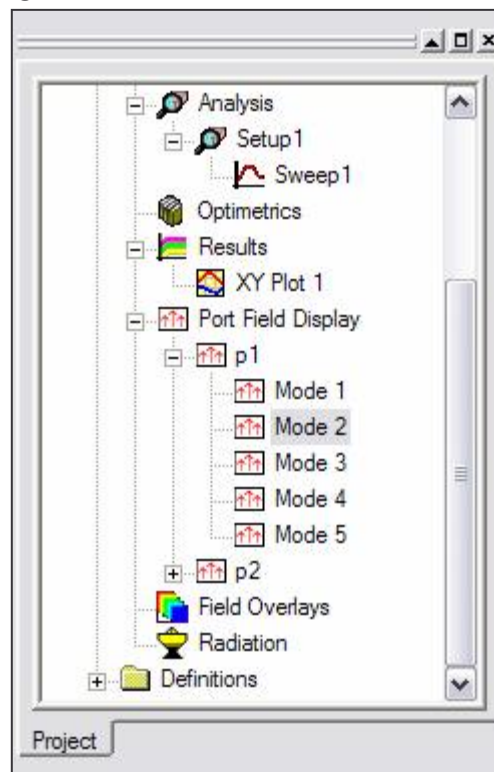 Analysis
Setup1
Sweep1
Optimetrics
Results
XY Plot 1
Port Field Display
p1
Mode 1
Mode 2
Mode 3
Mode 4
Mode 5
p2
Field Overlays
Radiation
Definitions
Project